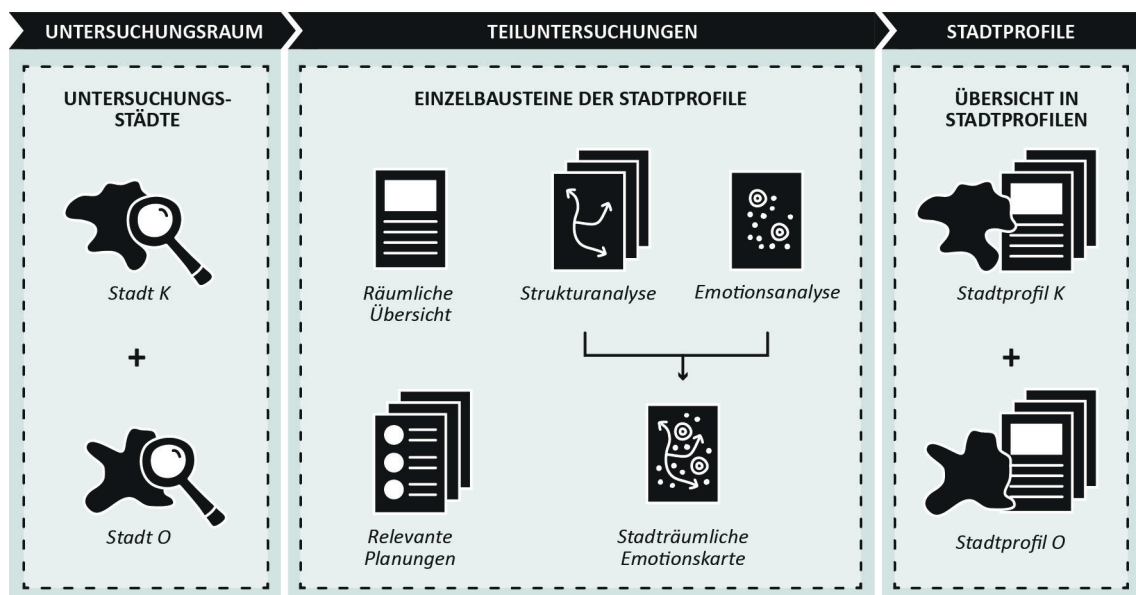 UNTERSUCHUNGSRAUM
TEILUNTERSUCHUNGEN
STADTPROFILE
UNTERSUCHUNGS-
STÄDTE
Stadt K
+
Stadt O
EINZELBAUSTEINE DER STADTPROFILE
Räumliche
Übersicht
Strukturanalyse
Emotionsanalyse
Relevante
Planungen
Stadträumliche
Emotionskarte
ÜBERSICHT IN
STADTPROFILEN
Stadtprofil K
+
Stadtprofil O